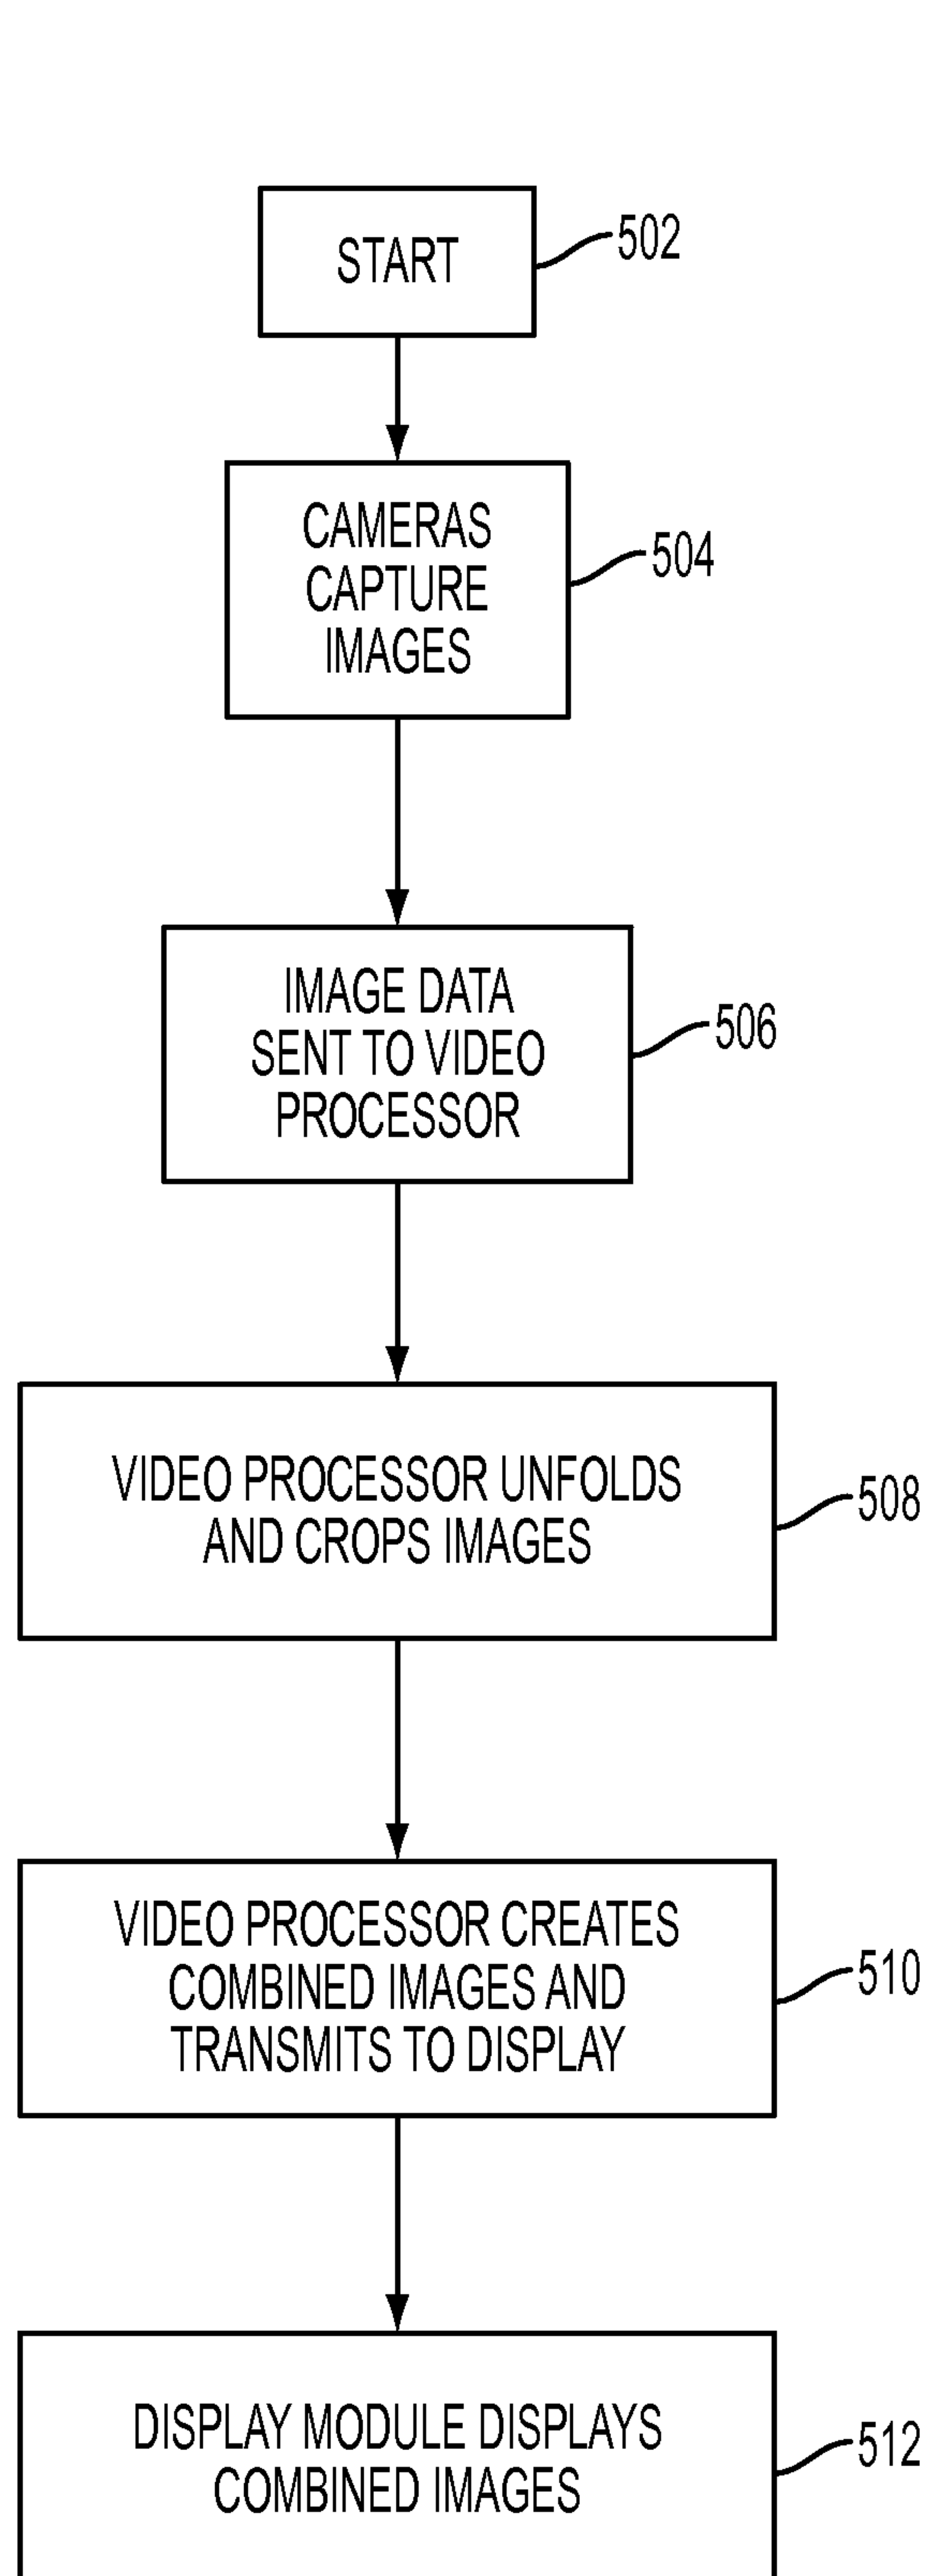 START
502
CAMERAS
CAPTURE
IMAGES
504
IMAGE DATA
SENT TO VIDEO
PROCESSOR
506
VIDEO PROCESSOR UNFOLDS
AND CROPS IMAGES
508
VIDEO PROCESSOR CREATES
COMBINED IMAGES AND
TRANSMITS TO DISPLAY
510
DISPLAY MODULE DISPLAYS
COMBINED IMAGES
512